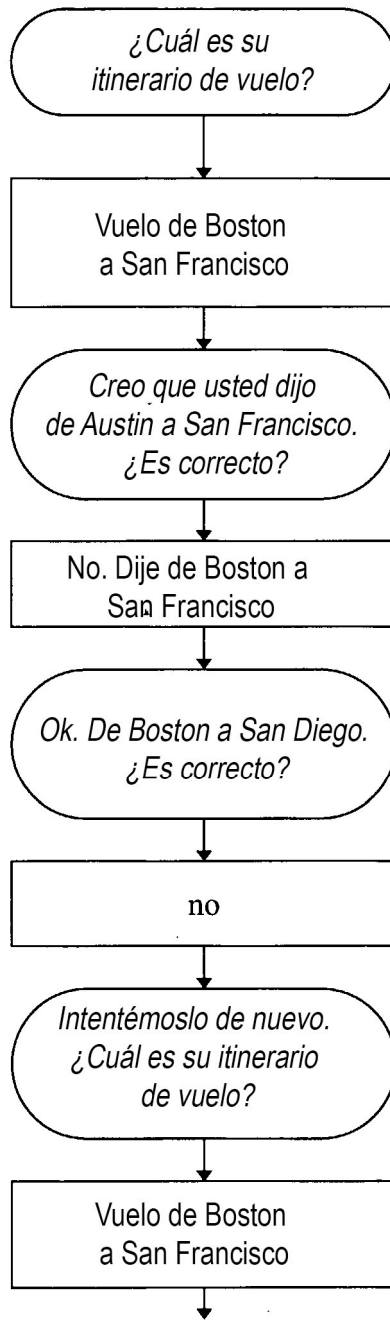 ¿Cuál es su
itinerario de vuelo?
Vuelo de Boston
a San Francisco
Creo que usted dijo
de Austin a San Francisco.
¿Es correcto?
No. Dije de Boston a
San Francisco
Ok. De Boston a San Diego.
¿Es correcto?
no
Intentémoslo de nuevo.
¿Cuál es su itinerario
de vuelo?
Vuelo de Boston
a San Francisco